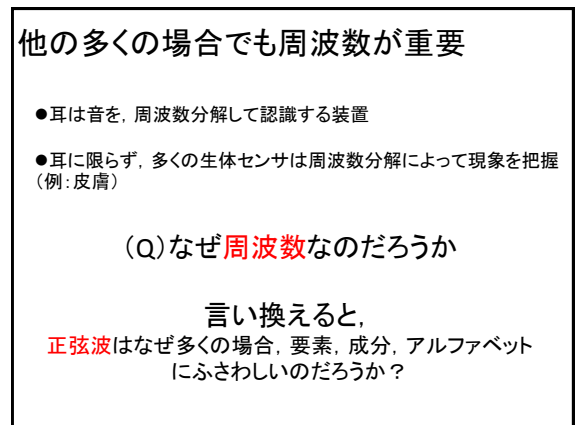 他の多くの場合でも周波数が重要
●耳は音を，周波数分解して認識する装置
●耳に限らず，多くの生体センサは周波数分解によって現象を把握
（例：皮膚）
（Q）なぜ周波数なのだろうか
言い換えると，
正弦波はなぜ多くの場合，要素，成分，アルファベット
にふさわしいのだろうか？